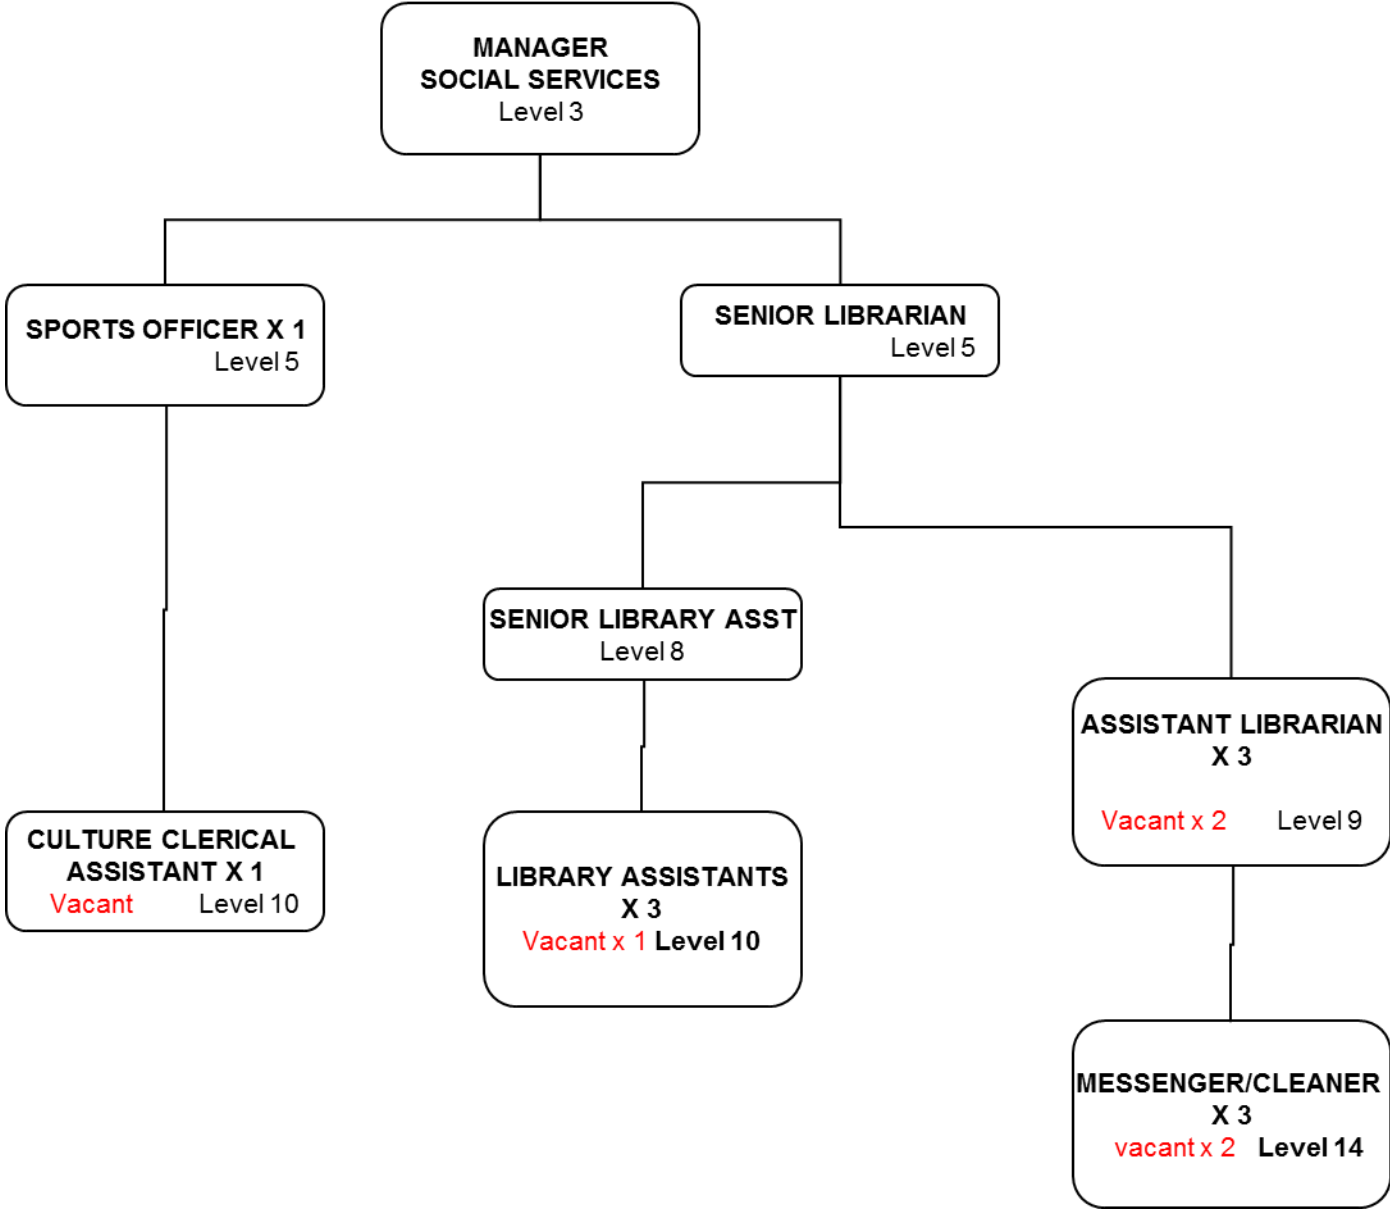 MANAGER
SOCIAL SERVICES
Level 3
SPORTS OFFICER X 1
Level 5
SENIOR LIBRARIAN
Level 5
SENIOR LIBRARY ASST
Level 8
ASSISTANT LIBRARIAN
X 3
Vacant x 2 Level 9
CULTURE CLERICAL
ASSISTANT X 1
Vacant Level 10
LIBRARY ASSISTANTS
X 3
Vacant x 1 Level 10
MESSENGER/CLEANER
X 3
vacant x 2 Level 14